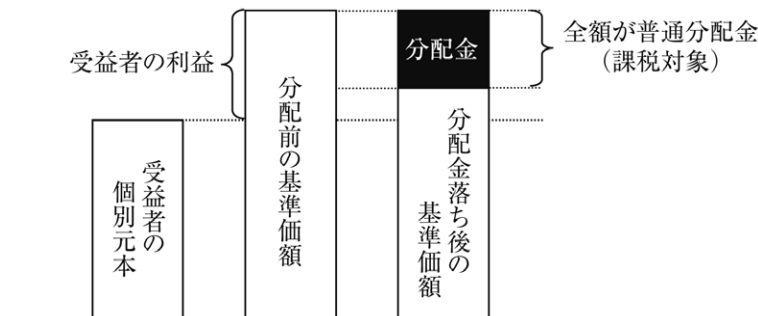 受益者の利益
分配金
全額が普通分配金
（課税対象）
受益者の
個別元本
分配前の基準価額
分配金落ち後の
基準価額